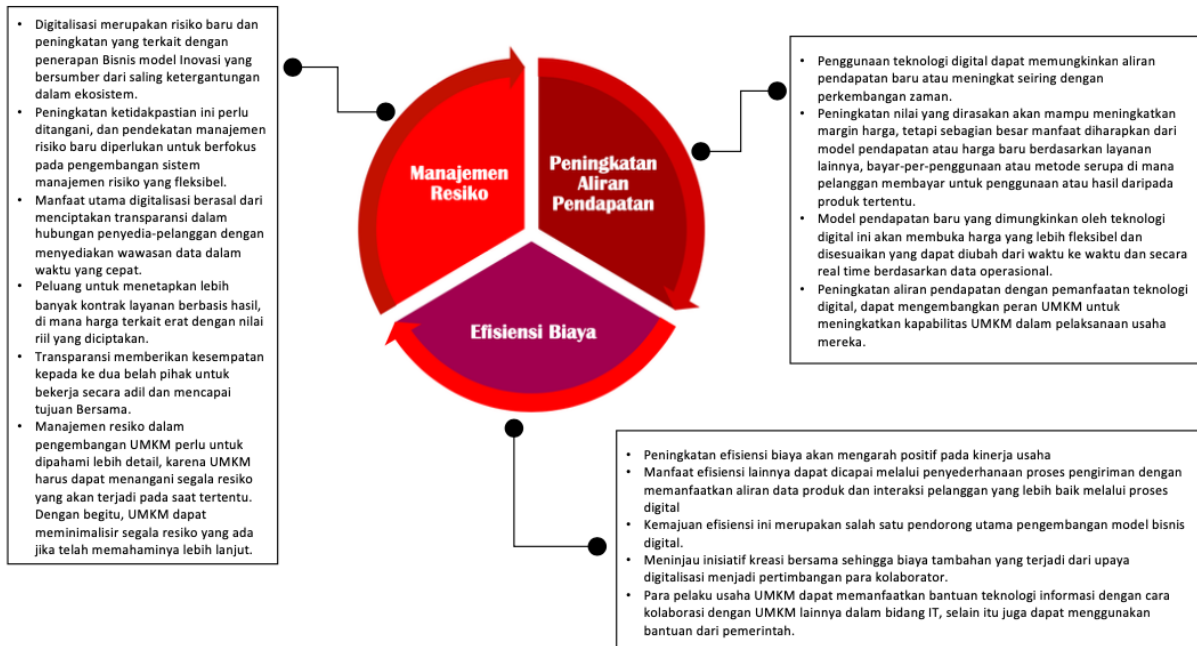 • Digitalisasi merupakan risiko baru dan
peningkatan yang terkait dengan
penerapan Bisnis model Inovasi yang
bersumber dari saling ketergantungan
dalam ekosistem.
• Peningkatan ketidakpastian ini perlu
ditangani, dan pendekatan manajemen
risiko baru diperlukan untuk berfokus
pada pengembangan sistem
manajemen risiko yang fleksibel.
• Manfaat utama digitalisasi berasal dari
menciptakan transparansi dalam
hubungan penyedia-pelanggan dengan
menyediakan wawasan data dalam
waktu yang cepat.
• Peluang untuk menetapkan lebih
banyak kontrak layanan berbasis hasil,
di mana harga terkait erat dengan nilai
riil yang diciptakan.
• Transparansi memberikan kesempatan
kepada ke dua belah pihak untuk
bekerja secara adil dan mencapai
tujuan Bersama.
• Manajemen resiko dalam
pengembangan UMKM perlu untuk
dipahami lebih detail, karena UMKM
harus dapat menangani segala resiko
yang akan terjadi pada saat tertentu.
Dengan begitu, UMKM dapat
meminimalisir segala resiko yang ada
jika telah memahaminya lebih lanjut.
Manajemen
Resiko
Peningkatan
Aliran
Pendapatan
Efisiensi Biaya
• Penggunaan teknologi digital dapat memungkinkan aliran
pendapatan baru atau meningkat seiring dengan
perkembangan zaman.
• Peningkatan nilai yang dirasakan akan mampu meningkatkan
margin harga, tetapi sebagian besar manfaat diharapkan dari
model pendapatan atau harga baru berdasarkan layanan
lainnya, bayar-per-penggunaan atau metode serupa di mana
pelanggan membayar untuk penggunaan atau hasil daripada
produk tertentu.
• Model pendapatan baru yang dimungkinkan oleh teknologi
digital ini akan membuka harga yang lebih fleksibel dan
disesuaikan yang dapat diubah dari waktu ke waktu dan secara
real time berdasarkan data operasional.
• Peningkatan aliran pendapatan dengan pemanfaatan teknologi
digital, dapat mengembangkan peran UMKM untuk
meningkatkan kapabilitas UMKM dalam pelaksanaan usaha
mereka.
• Peningkatan efisiensi biaya akan mengarah positif pada kinerja usaha
• Manfaat efisiensi lainnya dapat dicapai melalui penyederhanaan proses pengiriman dengan
memanfaatkan aliran data produk dan interaksi pelanggan yang lebih baik melalui proses
digital
• Kemajuan efisiensi ini merupakan salah satu pendorong utama pengembangan model bisnis
digital.
• Meninjau inisiatif kreasi bersama sehingga biaya tambahan yang terjadi dari upaya
digitalisasi menjadi pertimbangan para kolaborator.
• Para pelaku usaha UMKM dapat memanfaatkan bantuan teknologi informasi dengan cara
kolaborasi dengan UMKM lainnya dalam bidang IT, selain itu juga dapat menggunakan
bantuan dari pemerintah.